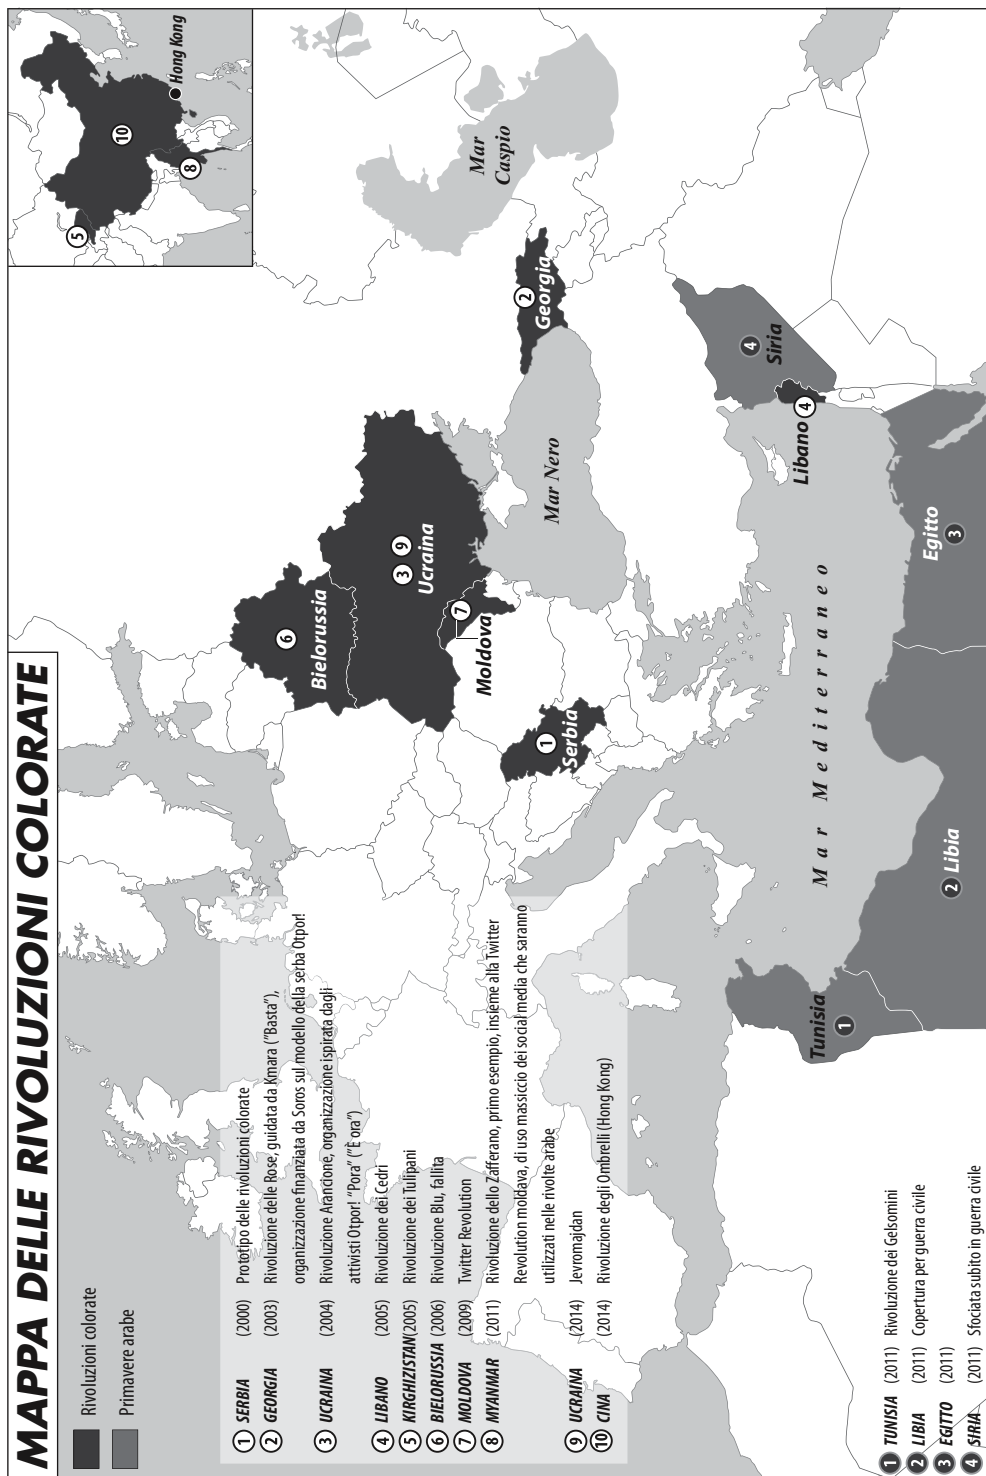 MAPPA DELLE RIVOLUZIONI COLORATE
Rivoluzioni colorate
Primavere arabe
1 SERBIA (2000) Prototipo delle rivoluzioni colorate
2 GEORGIA (2003) Rivoluzione delle Rose, guidata da Kmara ("Basta"),
organizzazione finanziata da Soros sul modello della serba Otpor!
3 UCRAINA (2004) Rivoluzione Arancione, organizzazione ispirata dagli
attivisti Otpor! "Pora" ("È ora")
4 LIBANO (2005) Rivoluzione dei Cedri
5 KIRGHIZISTAN (2005) Rivoluzione dei Tulipani
6 BIELORUSSIA (2006) Rivoluzione Blu, fallita
7 MOLDOVA (2009) Twitter Revolution
8 MYANMAR (2011) Rivoluzione dello Zafferano, primo esempio, insieme alla Twitter
Revolution moldava, di uso massiccio dei social media che saranno
utilizzati nelle rivolte arabe
9 UCRAINA (2014) Jevromajdan
10 CINA (2014) Rivoluzione degli Ombrelli (Hong Kong)
1 TUNISIA (2011) Rivoluzione dei Gelsomini
2 LIBIA (2011) Copertura per guerra civile
3 EGITTO (2011)
4 SIRIA (2011) Sfociata subito in guerra civile
6
Bielorussia
3 9
Ucraina
7
Moldova
1
Serbia
Mar Nero
2
Georgia
Mar
Caspio
4
Siria
Libano 4
Mar Mediterraneo
Tunisia
1
2 Libia
Egitto
3
5
10
8
Hong Kong